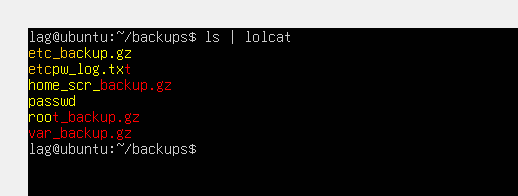 lag@ubuntu:~/backups$ ls | lolcat
etc_backup.gz
etcpw_log.txt
home_scr_backup.gz
passwd
root_backup.gz
var_backup.gz
lag@ubuntu:~/backups$